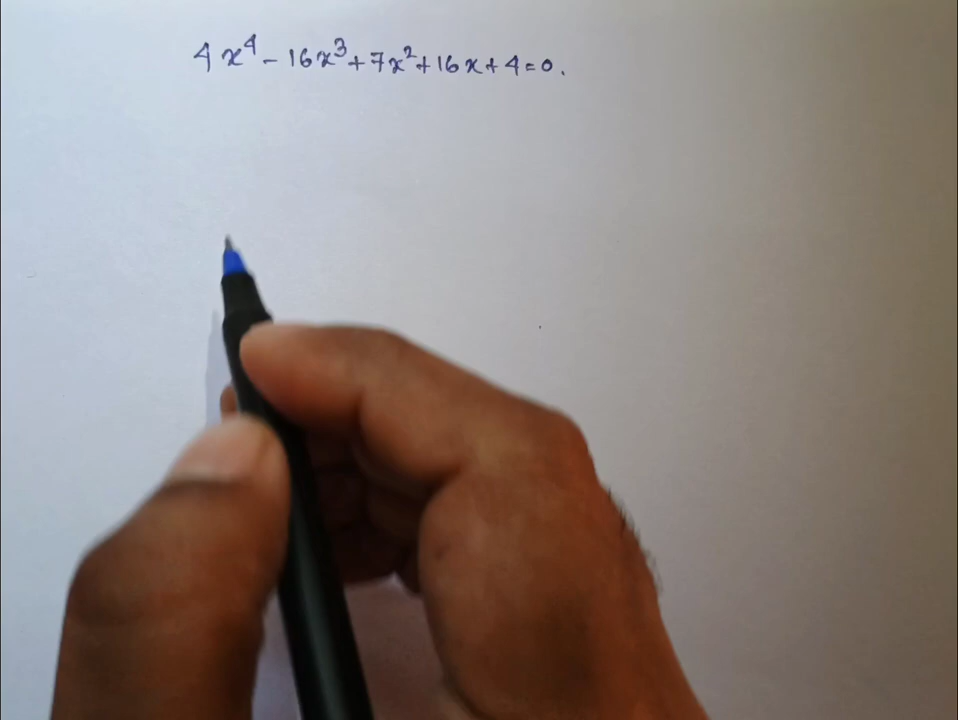 4x⁴ - 16x³ + 7x² + 16x + 4 = 0.